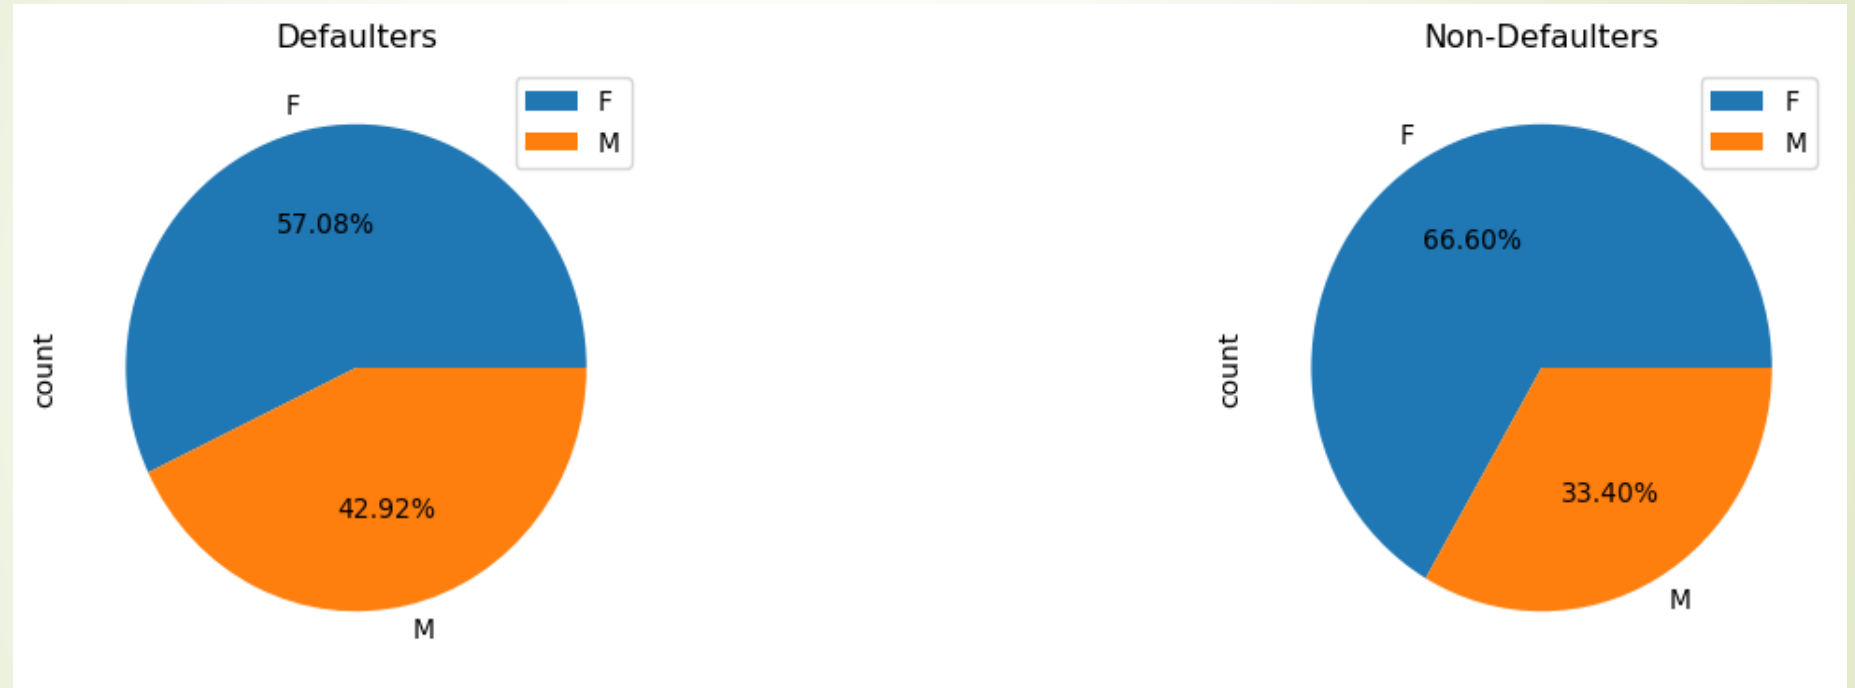 Defaulters
F
F
M
57.08%
count
42.92%
M
Non-Defaulters
F
F
M
66.60%
count
33.40%
M